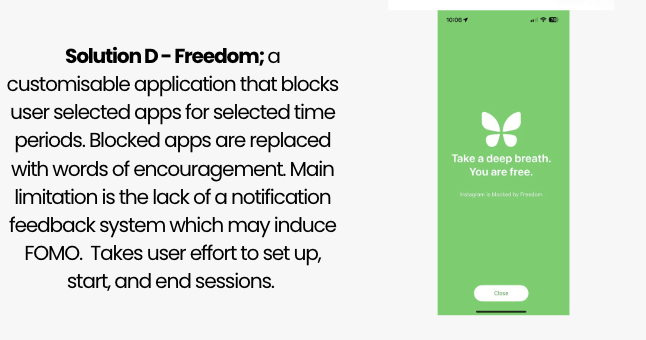 Solution D – Freedom; a
customisable application that blocks
user selected apps for selected time
periods. Blocked apps are replaced
with words of encouragement. Main
limitation is the lack of a notification
feedback system which may induce
FOMO.  Takes user effort to set up,
start, and end sessions.
10:06
Take a deep breath.
You are free.
Instagram is blocked by Freedom
Close